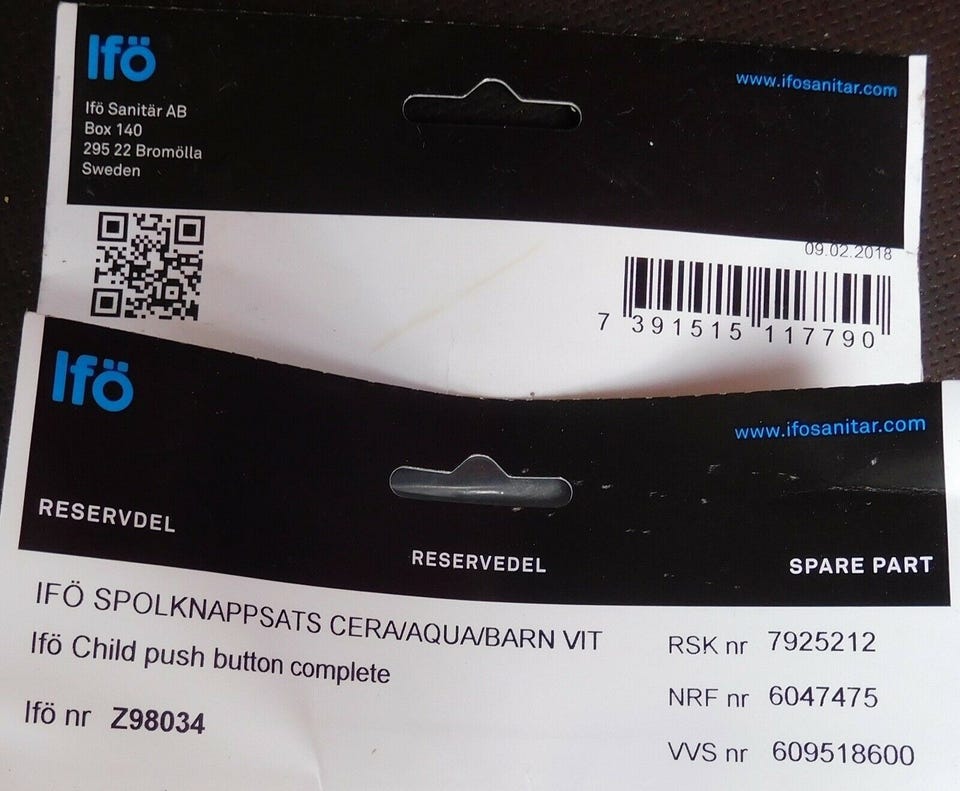 Ifö
www.ifosanitar.com
Ifö Sanitär AB
Box 140
295 22 Bromölla
Sweden
09.02.2018
7 391515 117790
Ifö
www.ifosanitar.com
RESERVDEL
RESERVEDEL
SPARE PART
IFÖ SPOLKNAPPSATS CERA/AQUA/BARN VIT
Ifö Child push button complete
Ifö nr Z98034
RSK nr 7925212
NRF nr 6047475
VVS nr 609518600